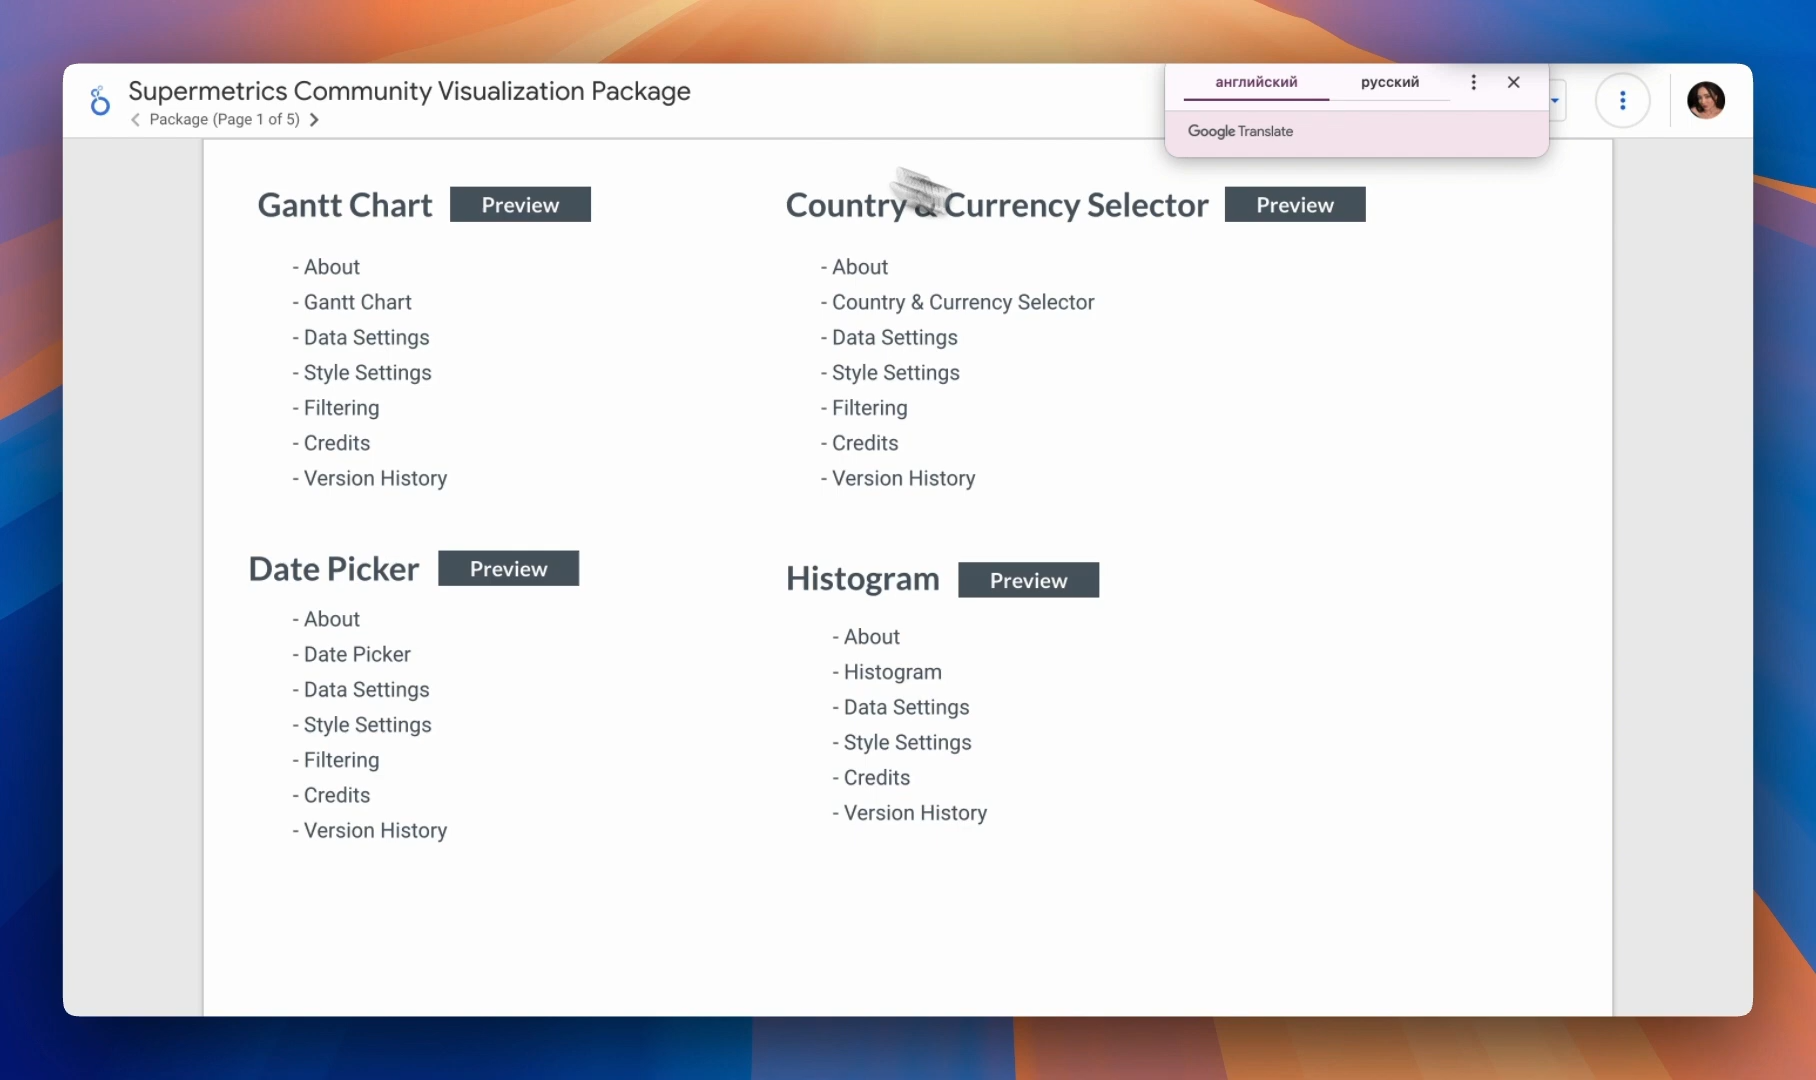 Supermetrics Community Visualization Package
Package (Page 1 of 5)
английский русский
Google Translate
Gantt Chart Preview
- About
- Gantt Chart
- Data Settings
- Style Settings
- Filtering
- Credits
- Version History
Country & Currency Selector Preview
- About
- Country & Currency Selector
- Data Settings
- Style Settings
- Filtering
- Credits
- Version History
Date Picker Preview
- About
- Date Picker
- Data Settings
- Style Settings
- Filtering
- Credits
- Version History
Histogram Preview
- About
- Histogram
- Data Settings
- Style Settings
- Credits
- Version History